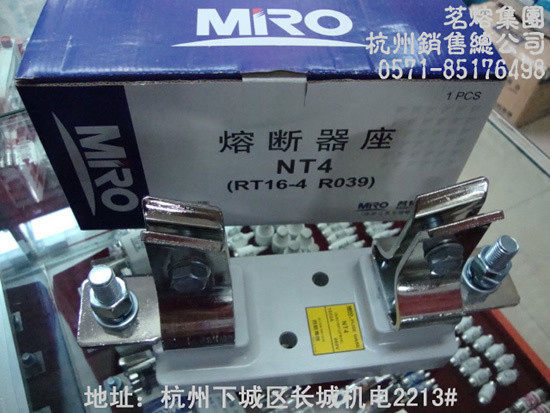 MIRO
茗熔集團
杭州銷售總公司
0571-85176498
1 PCS
MIRO
熔断器座
NT4
(RT16-4 R039)
MIRO
NT4
地址：杭州下城区长城机电2213#